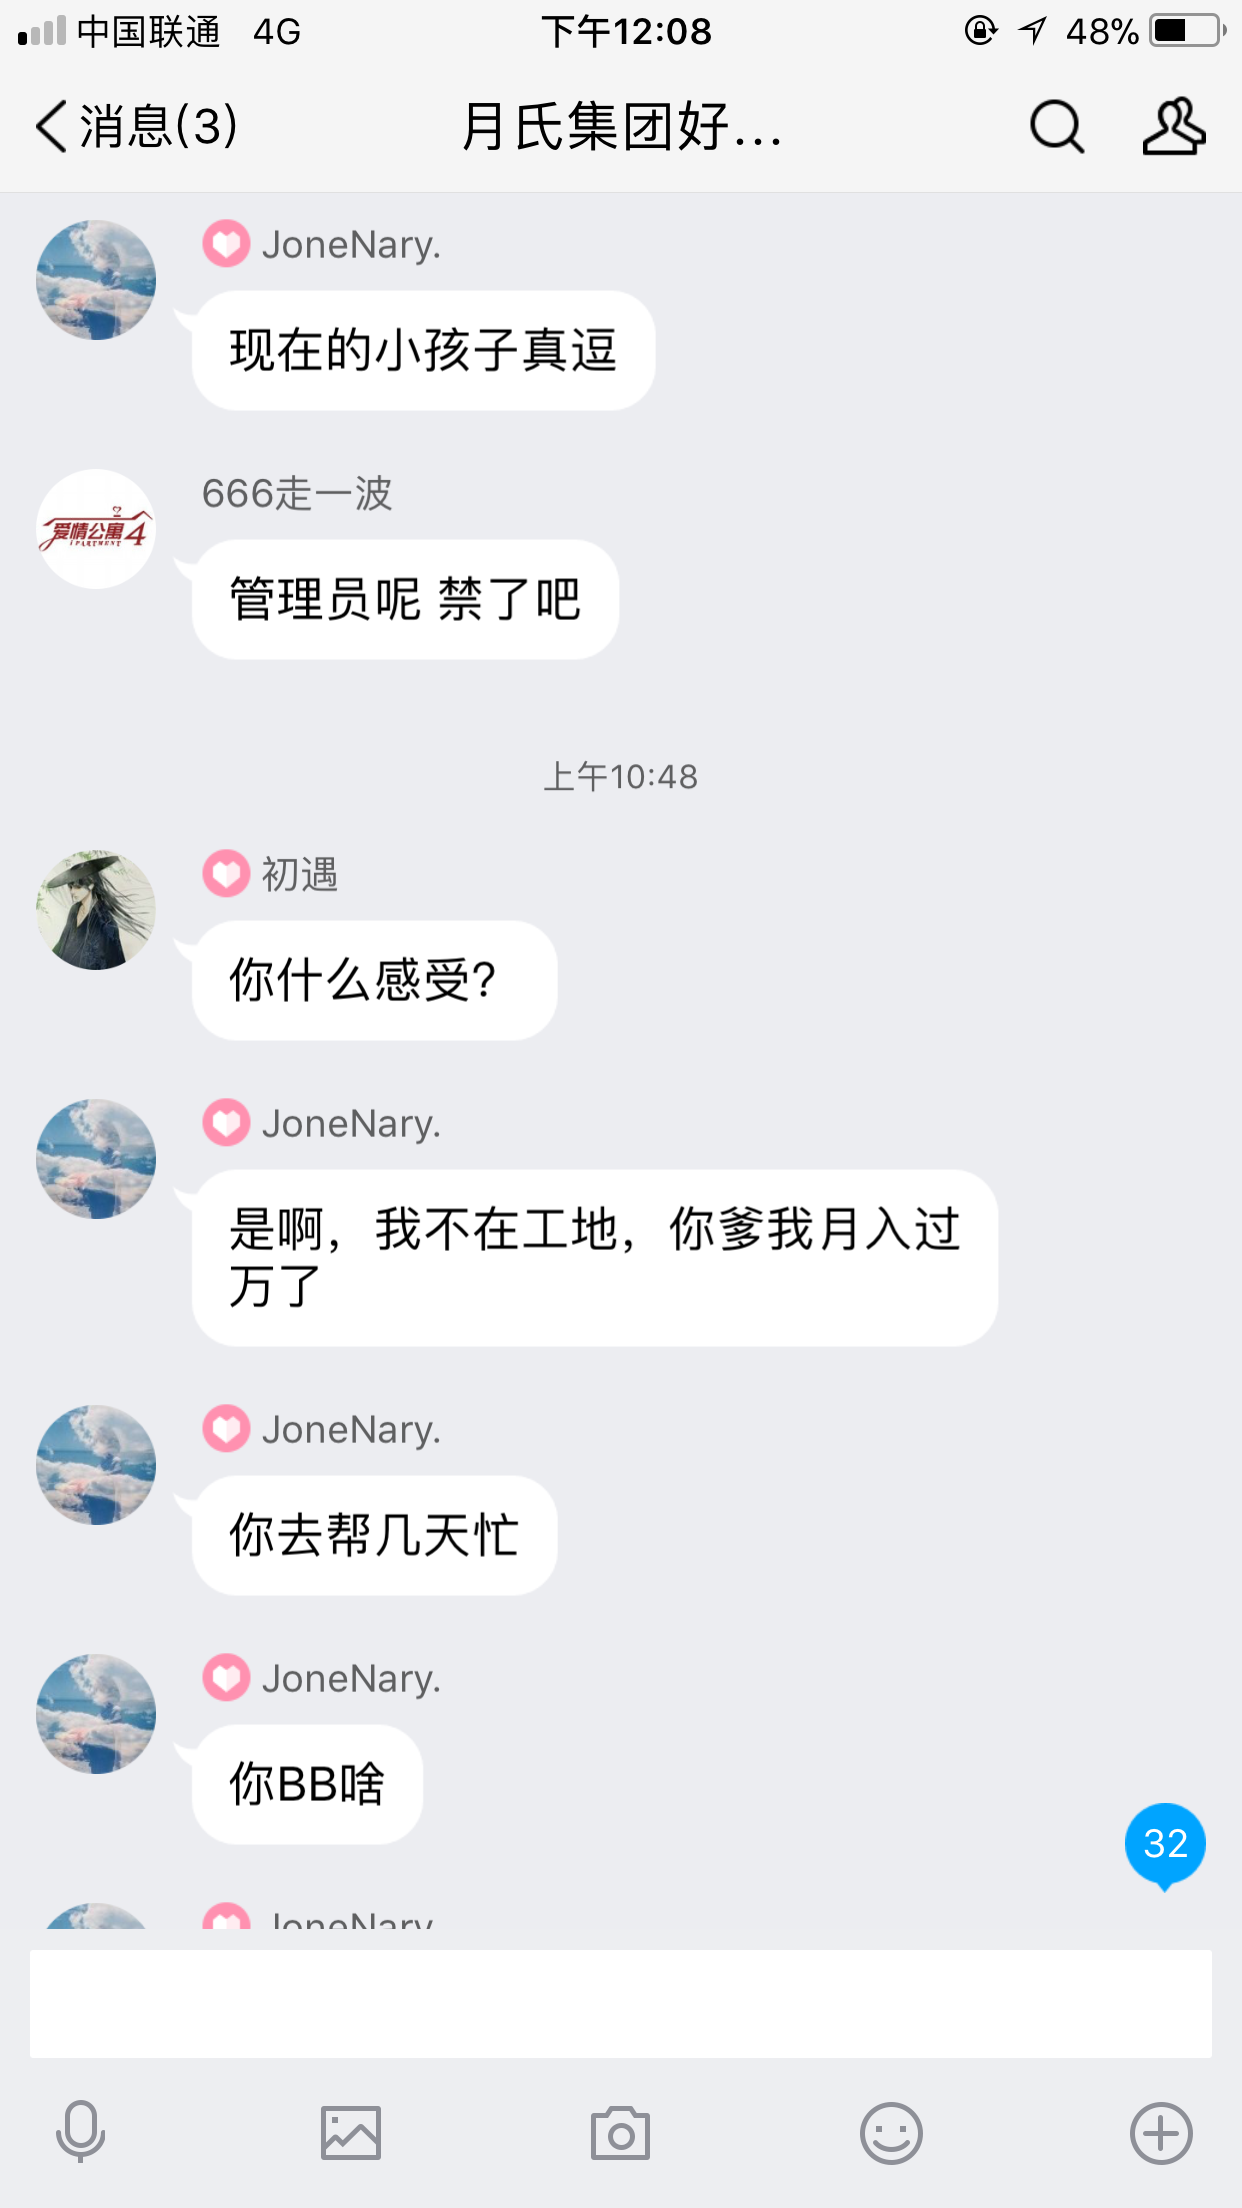 中国联通 4G 下午12:08 48%
消息(3) 月氏集团好...
JoneNary.
现在的小孩子真逗
666走一波
爱情公寓4
IPARTMENT
管理员呢 禁了吧
上午10:48
初遇
你什么感受?
JoneNary.
是啊，我不在工地，你爹我月入过
万了
JoneNary.
你去帮几天忙
JoneNary.
你BB啥
32
JoneNary.